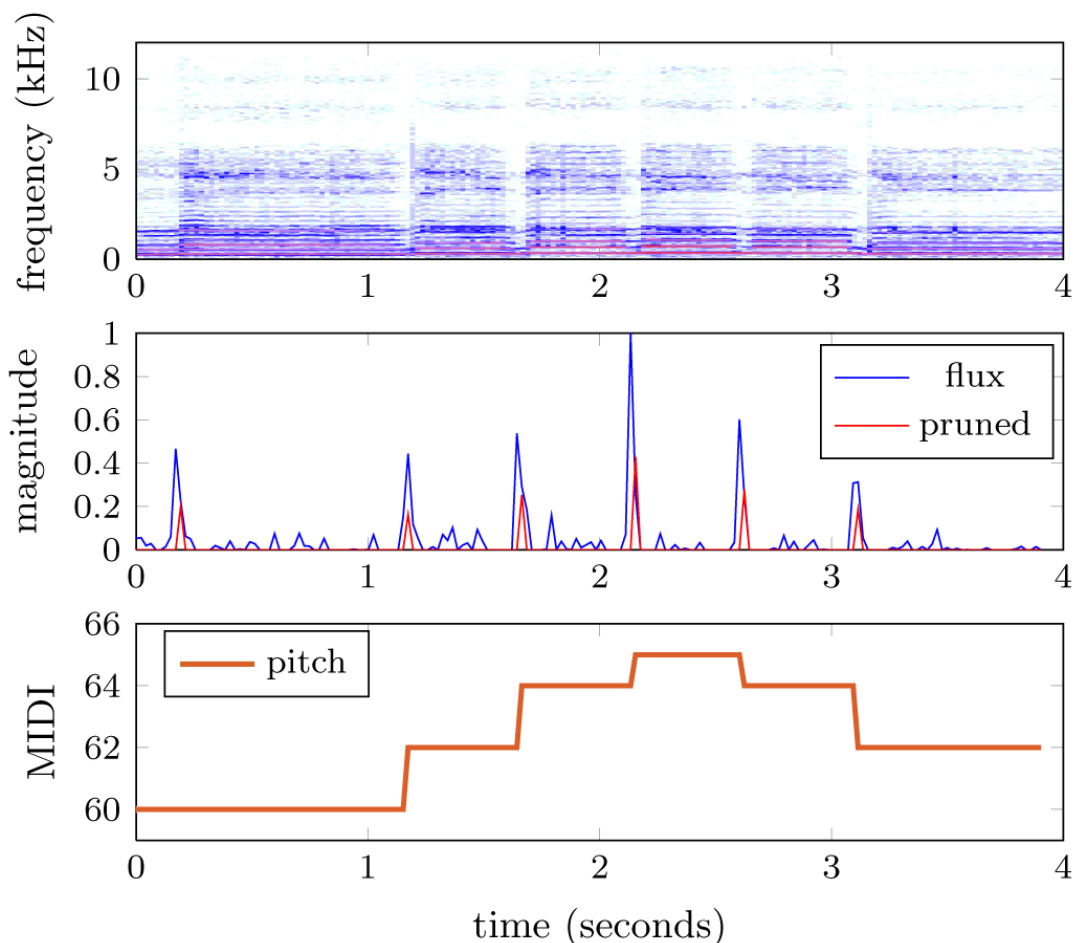 frequency (kHz)
10
5
0
0 1 2 3 4
magnitude
1
0.8
0.6
0.4
0.2
0
flux
pruned
0 1 2 3 4
MIDI
66
64
62
60
pitch
0 1 2 3 4
time (seconds)